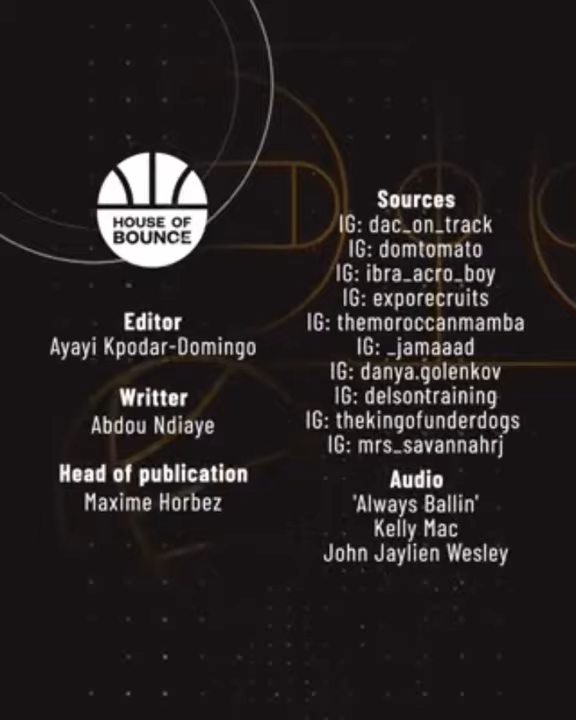 HOUSE OF
BOUNCE
Editor
Ayayi Kpodar-Domingo
Writter
Abdou Ndiaye
Head of publication
Maxime Horbez
Sources
IG: dac_on_track
IG: domtomato
IG: ibra_acro_boy
IG: exporecruits
IG: themoroccanmamba
IG: _jamaaad
IG: danya.golenkov
IG: delsontraining
IG: thekingofunderdogs
IG: mrs_savannahrj
Audio
'Always Ballin'
Kelly Mac
John Jaylien Wesley